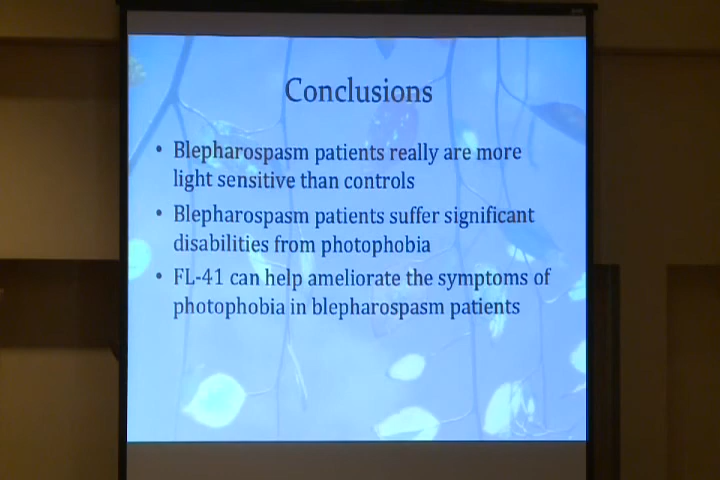 Conclusions
• Blepharospasm patients really are more
light sensitive than controls
• Blepharospasm patients suffer significant
disabilities from photophobia
• FL-41 can help ameliorate the symptoms of
photophobia in blepharospasm patients